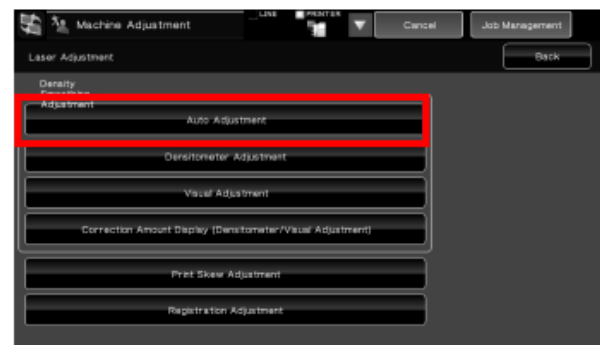 Machine Adjustment
LINE
PRINTER
Cancel
Job Management
Laser Adjustment
Back
Density
Smoothing
Adjustment
Auto Adjustment
Densitometer Adjustment
Visual Adjustment
Correction Amount Display (Densitometer/Visual Adjustment)
Print Skew Adjustment
Registration Adjustment